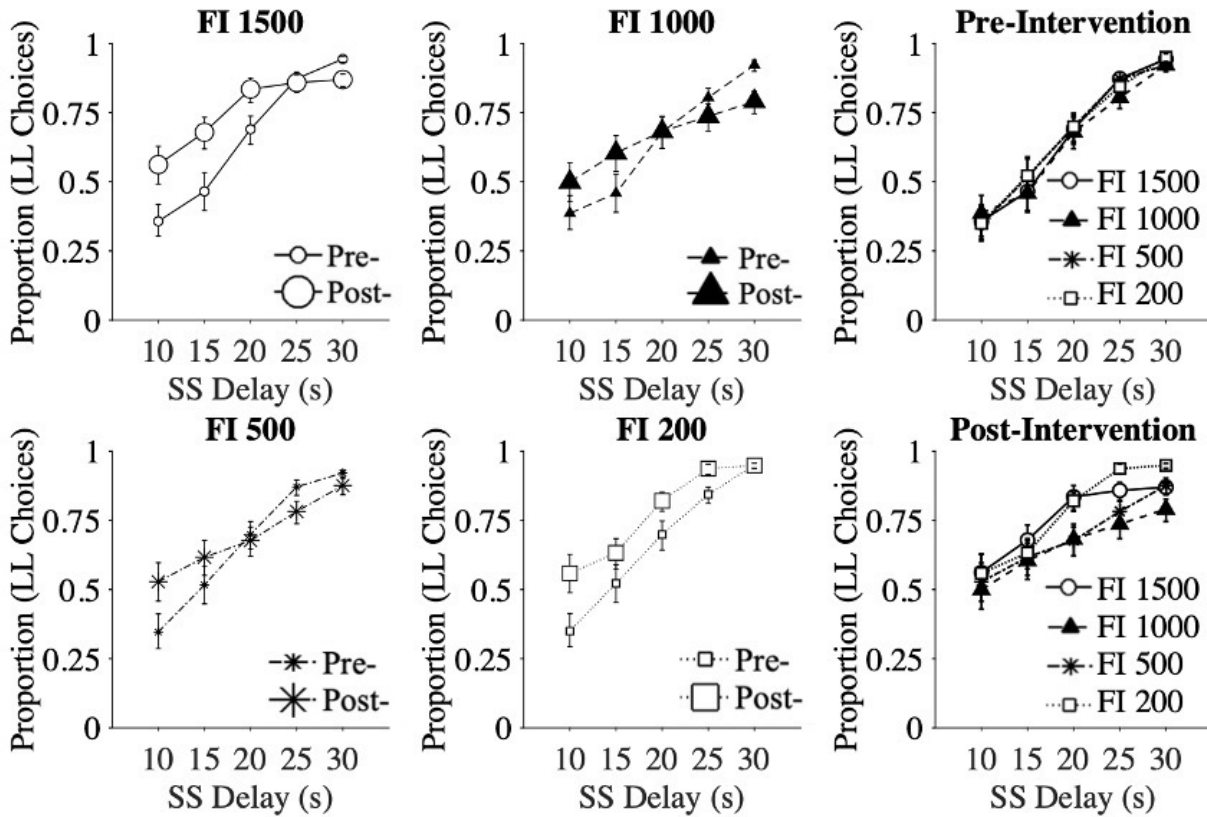 FI 1500
Proportion (LL Choices)
1
0.75
0.5
0.25
0
Pre-
Post-
10 15 20 25 30
SS Delay (s)
FI 1000
Proportion (LL Choices)
1
0.75
0.5
0.25
0
Pre-
Post-
10 15 20 25 30
SS Delay (s)
Pre-Intervention
Proportion (LL Choices)
1
0.75
0.5
0.25
0
FI 1500
FI 1000
FI 500
FI 200
10 15 20 25 30
SS Delay (s)
FI 500
Proportion (LL Choices)
1
0.75
0.5
0.25
0
Pre-
Post-
10 15 20 25 30
SS Delay (s)
FI 200
Proportion (LL Choices)
1
0.75
0.5
0.25
0
Pre-
Post-
10 15 20 25 30
SS Delay (s)
Post-Intervention
Proportion (LL Choices)
1
0.75
0.5
0.25
0
FI 1500
FI 1000
FI 500
FI 200
10 15 20 25 30
SS Delay (s)